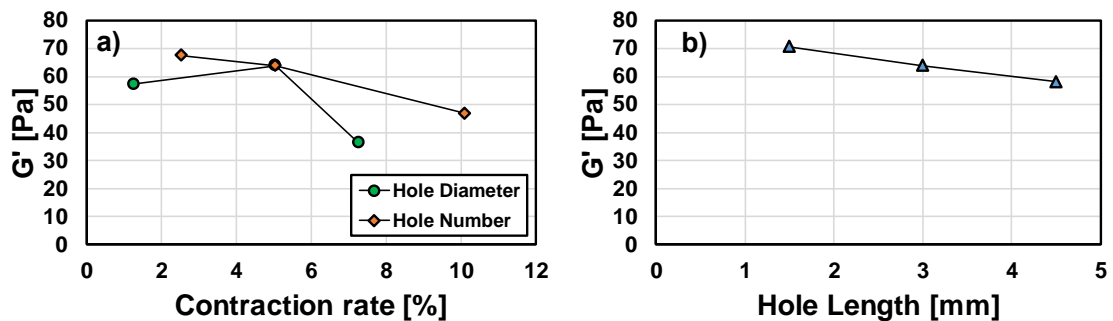 a)
G' [Pa]
80
70
60
50
40
30
20
10
0
0 2 4 6 8 10 12
Contraction rate [%]
Hole Diameter
Hole Number
b)
G' [Pa]
80
70
60
50
40
30
20
10
0
0 1 2 3 4 5
Hole Length [mm]